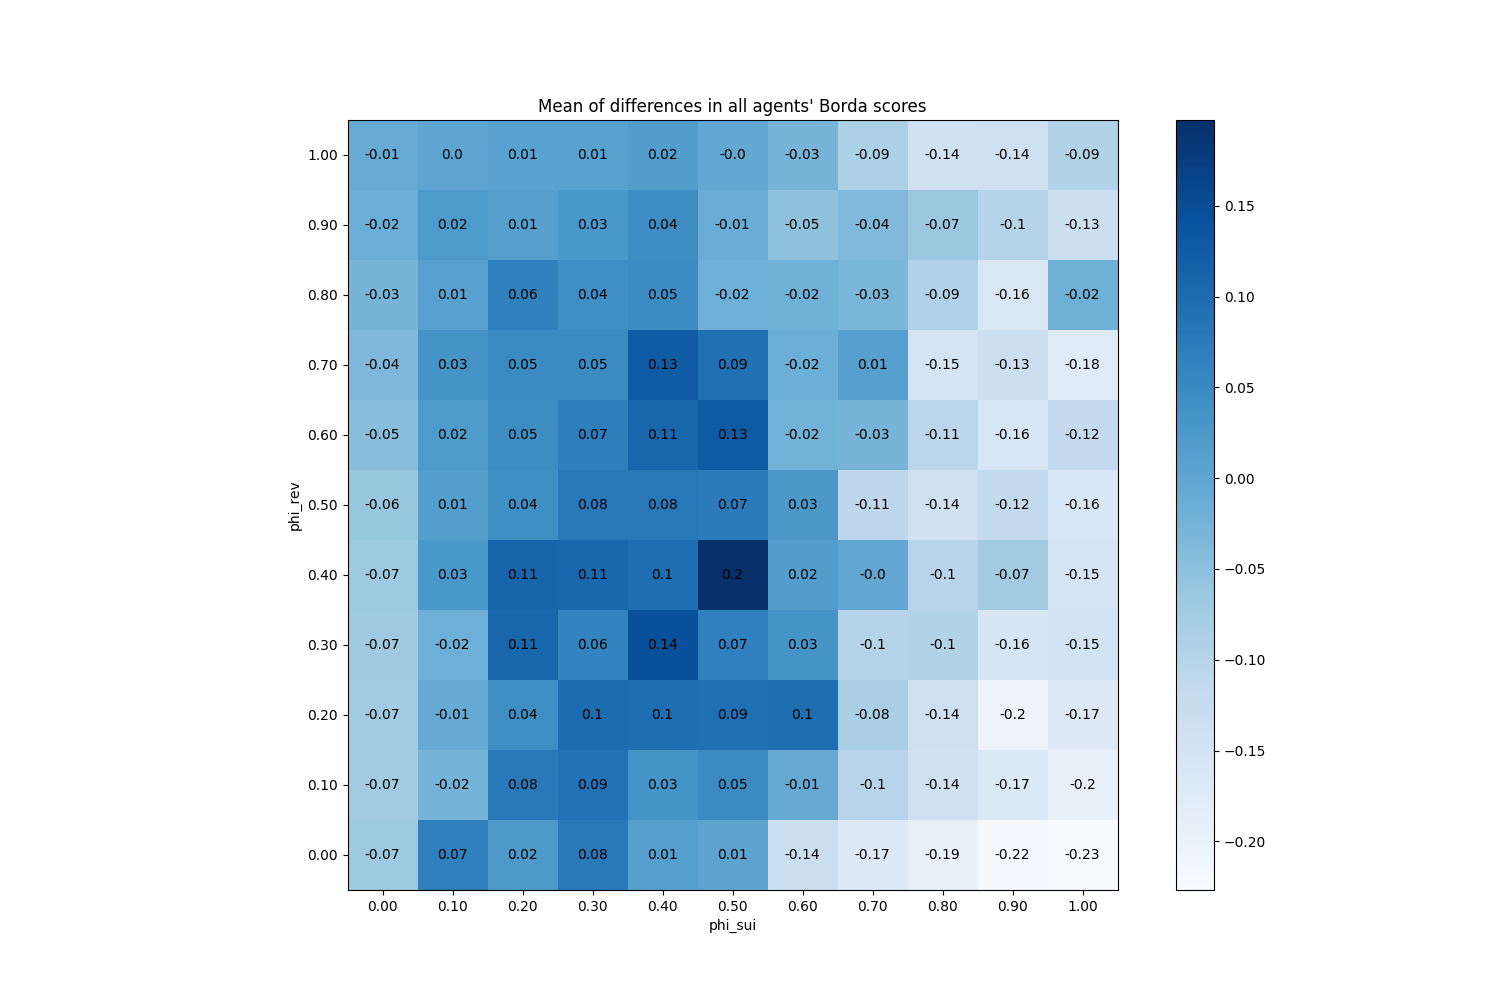 Mean of differences in all agents' Borda scores
1.00 -0.01 0.0 0.01 0.01 0.02 -0.0 -0.03 -0.09 -0.14 -0.14 -0.09
0.90 -0.02 0.02 0.01 0.03 0.04 -0.01 -0.05 -0.04 -0.07 -0.1 -0.13
0.80 -0.03 0.01 0.06 0.04 0.05 -0.02 -0.02 -0.03 -0.09 -0.16 -0.02
0.70 -0.04 0.03 0.05 0.05 0.13 0.09 -0.02 0.01 -0.15 -0.13 -0.18
0.60 -0.05 0.02 0.05 0.07 0.11 0.13 -0.02 -0.03 -0.11 -0.16 -0.12
0.50 -0.06 0.01 0.04 0.08 0.08 0.07 0.03 -0.11 -0.14 -0.12 -0.16
0.40 -0.07 0.03 0.11 0.11 0.1 0.2 0.02 -0.0 -0.1 -0.07 -0.15
0.30 -0.07 -0.02 0.11 0.06 0.14 0.07 0.03 -0.1 -0.1 -0.16 -0.15
0.20 -0.07 -0.01 0.04 0.1 0.1 0.09 0.1 -0.08 -0.14 -0.2 -0.17
0.10 -0.07 -0.02 0.08 0.09 0.03 0.05 -0.01 -0.1 -0.14 -0.17 -0.2
0.00 -0.07 0.07 0.02 0.08 0.01 0.01 -0.14 -0.17 -0.19 -0.22 -0.23
0.00 0.10 0.20 0.30 0.40 0.50 0.60 0.70 0.80 0.90 1.00
phi_sui
phi_rev
0.15
0.10
0.05
0.00
−0.05
−0.10
−0.15
−0.20